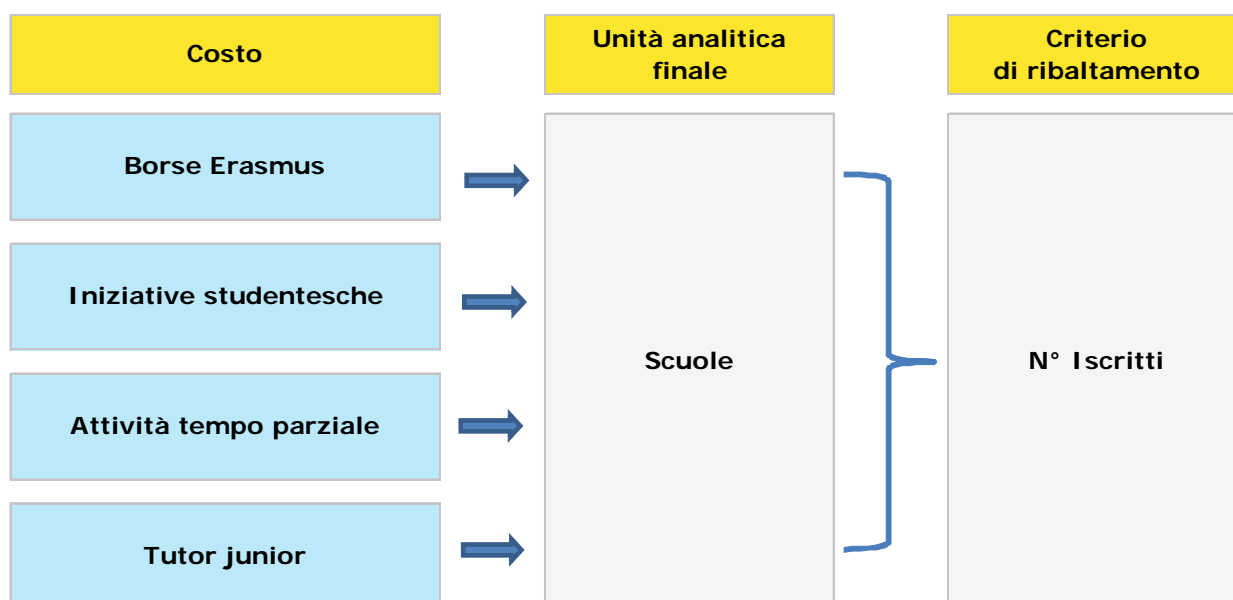 Costo
Unità analitica
finale
Criterio
di ribaltamento
Borse Erasmus
Iniziative studentesche
Attività tempo parziale
Tutor junior
Scuole
N° Iscritti